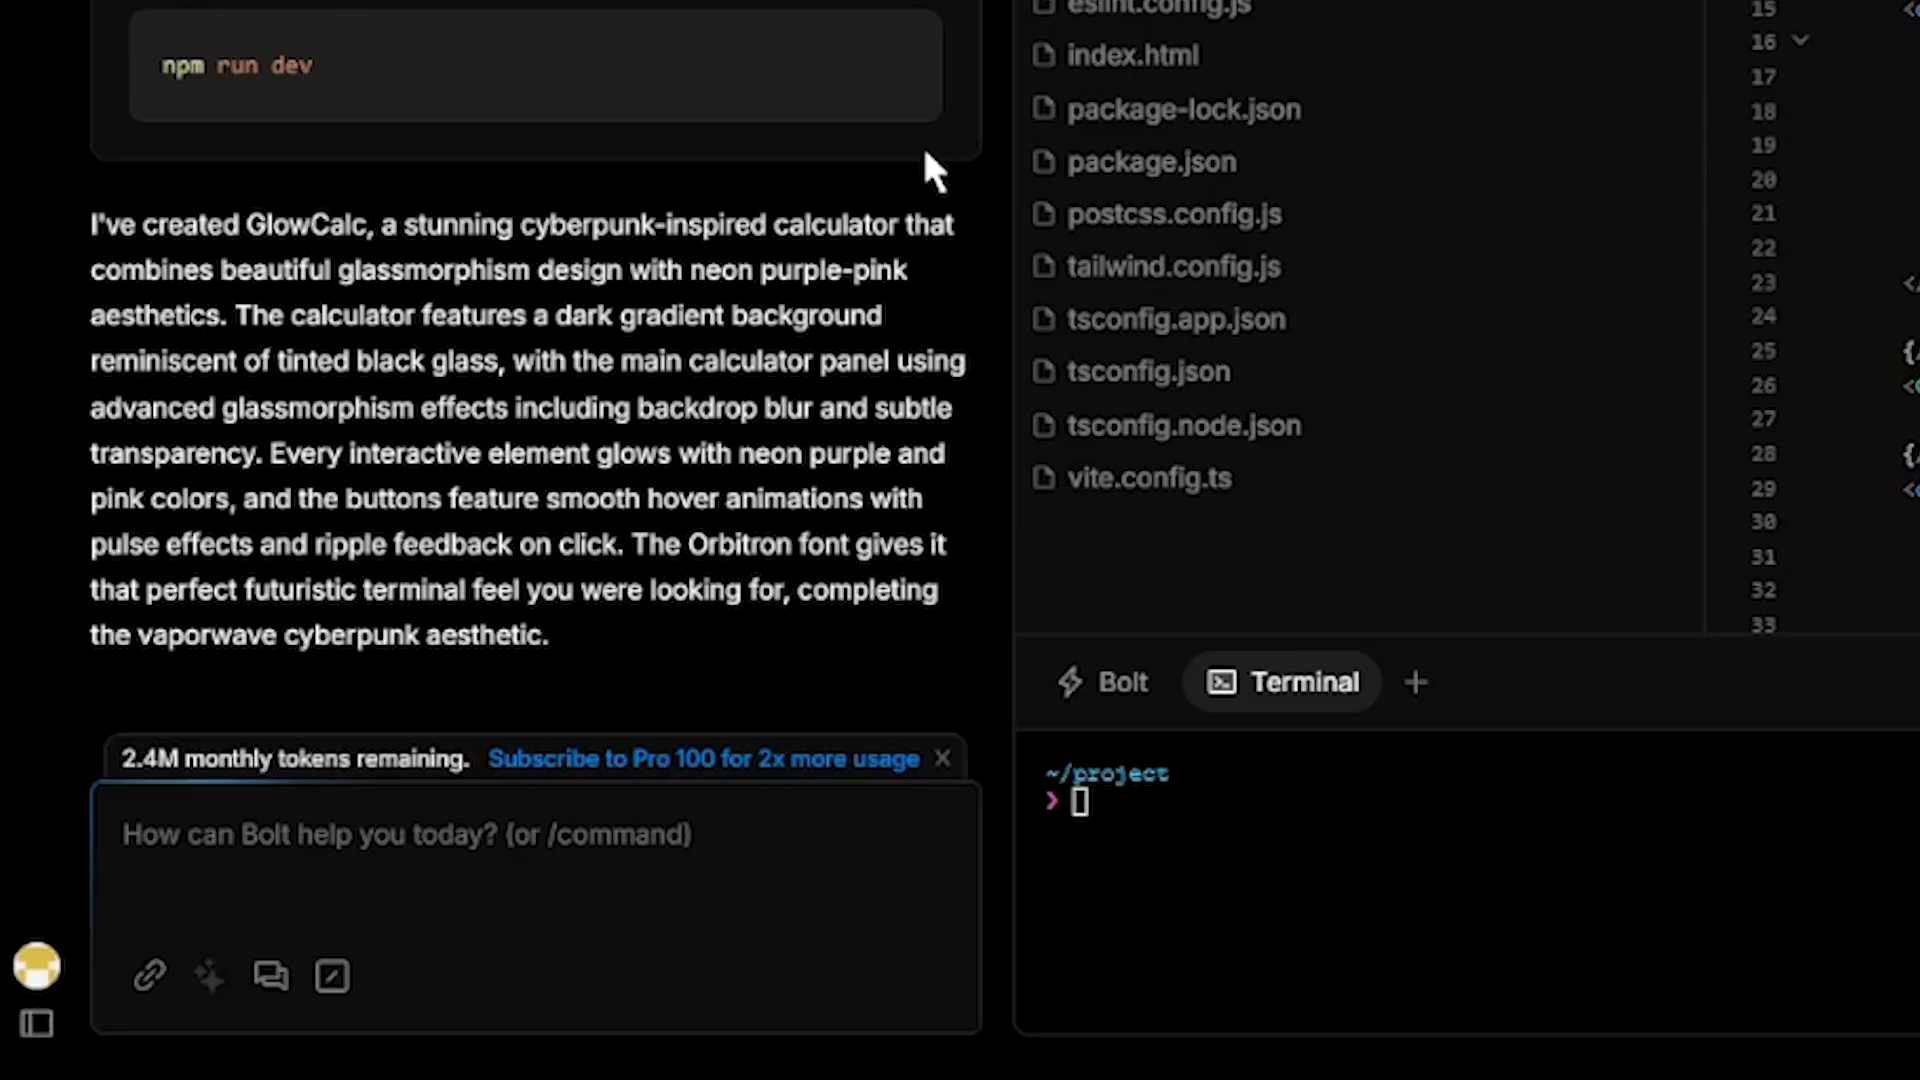 npm run dev
I've created GlowCalc, a stunning cyberpunk-inspired calculator that
combines beautiful glassmorphism design with neon purple-pink
aesthetics. The calculator features a dark gradient background
reminiscent of tinted black glass, with the main calculator panel using
advanced glassmorphism effects including backdrop blur and subtle
transparency. Every interactive element glows with neon purple and
pink colors, and the buttons feature smooth hover animations with
pulse effects and ripple feedback on click. The Orbitron font gives it
that perfect futuristic terminal feel you were looking for, completing
the vaporwave cyberpunk aesthetic.
2.4M monthly tokens remaining. Subscribe to Pro 100 for 2x more usage
How can Bolt help you today? (or /command)
eslint.config.js
index.html
package-lock.json
package.json
postcss.config.js
tailwind.config.js
tsconfig.app.json
tsconfig.json
tsconfig.node.json
vite.config.ts
15 <
16
17
18
19
20
21
22
23 </
24
25 {/
26 <
27
28 {/
29 <
30
31
32
33
Bolt
Terminal
~/project
❯